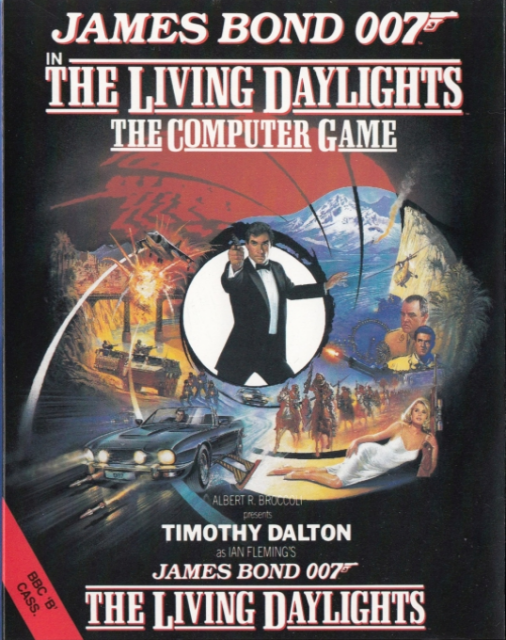 JAMES BOND 007
IN
THE LIVING DAYLIGHTS
THE COMPUTER GAME
© ALBERT R. BROCCOLI
presents
TIMOTHY DALTON
as IAN FLEMING'S
JAMES BOND 007
THE LIVING DAYLIGHTS
BBC 'B'
CASS.